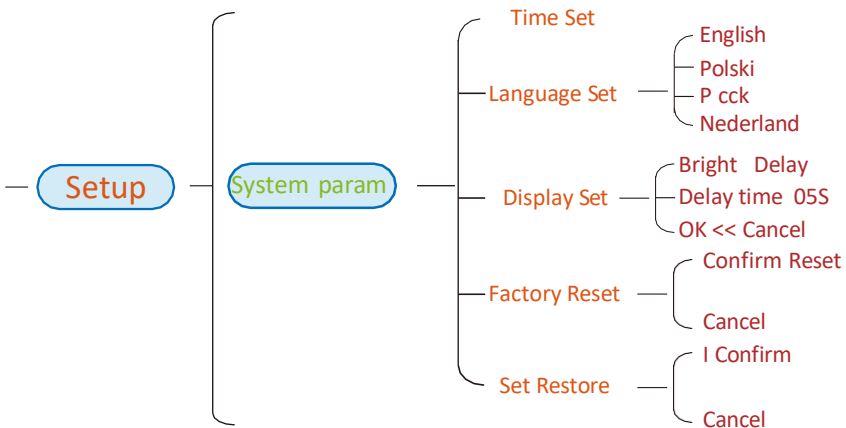 Setup
System param
Time Set
Language Set
English
Polski
P cck
Nederland
Display Set
Bright Delay
Delay time 05S
OK << Cancel
Factory Reset
Confirm Reset
Cancel
Set Restore
I Confirm
Cancel